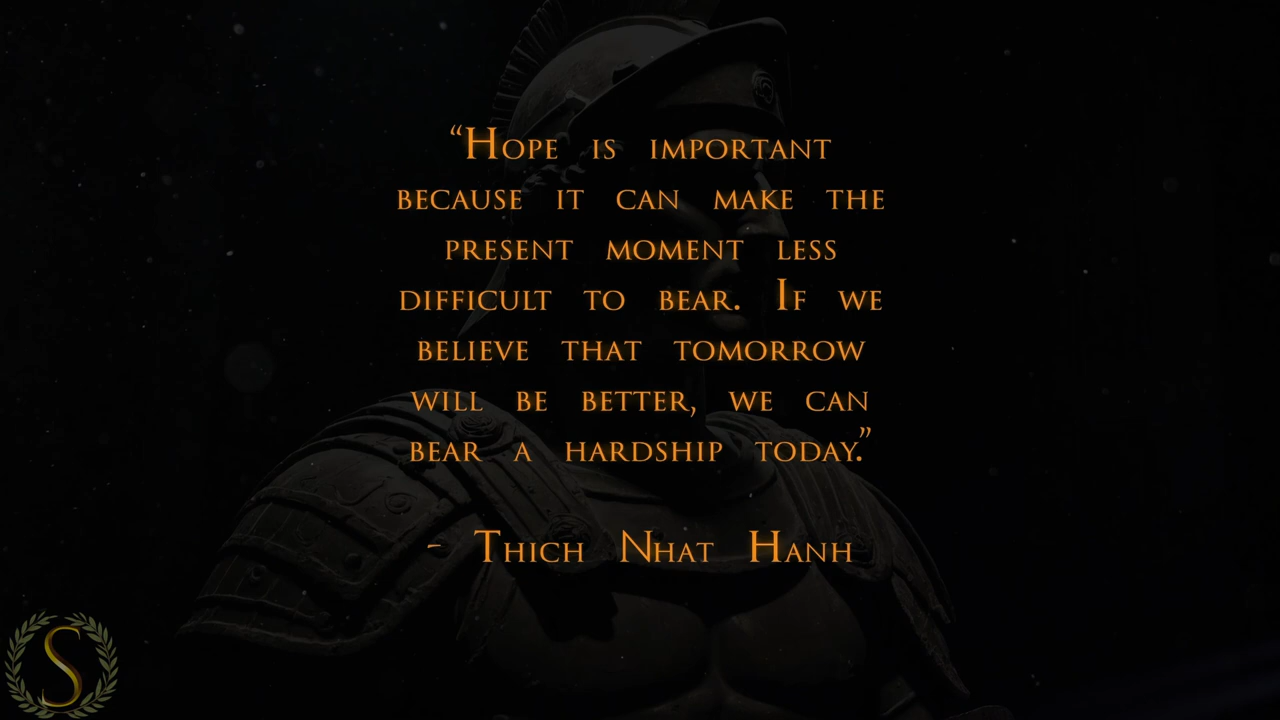 “Hope is important
because it can make the
present moment less
difficult to bear. If we
believe that tomorrow
will be better, we can
bear a hardship today.”
- Thich Nhat Hanh
S